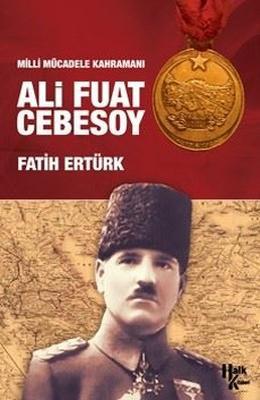 MİLLİ MÜCADELE KAHRAMANI
ALİ FUAT
CEBESOY
FATİH ERTÜRK
Halk
Kitabevi